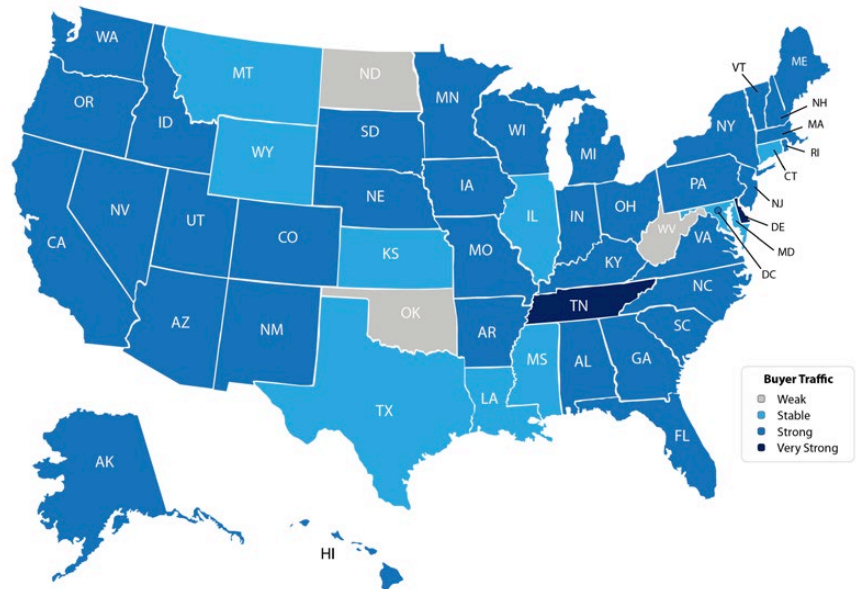 WA
MT
ND
MN
VT
ME
OR
ID
SD
WI
MI
NY
NH
MA
WY
RI
CT
IA
PA
NE
NJ
NV
UT
IL
IN
OH
DE
CA
CO
WV
VA
MD
KS
MO
KY
DC
NC
TN
AZ
NM
OK
AR
SC
MS
AL
GA
TX
LA
FL
AK
HI
Buyer Traffic
Weak
Stable
Strong
Very Strong